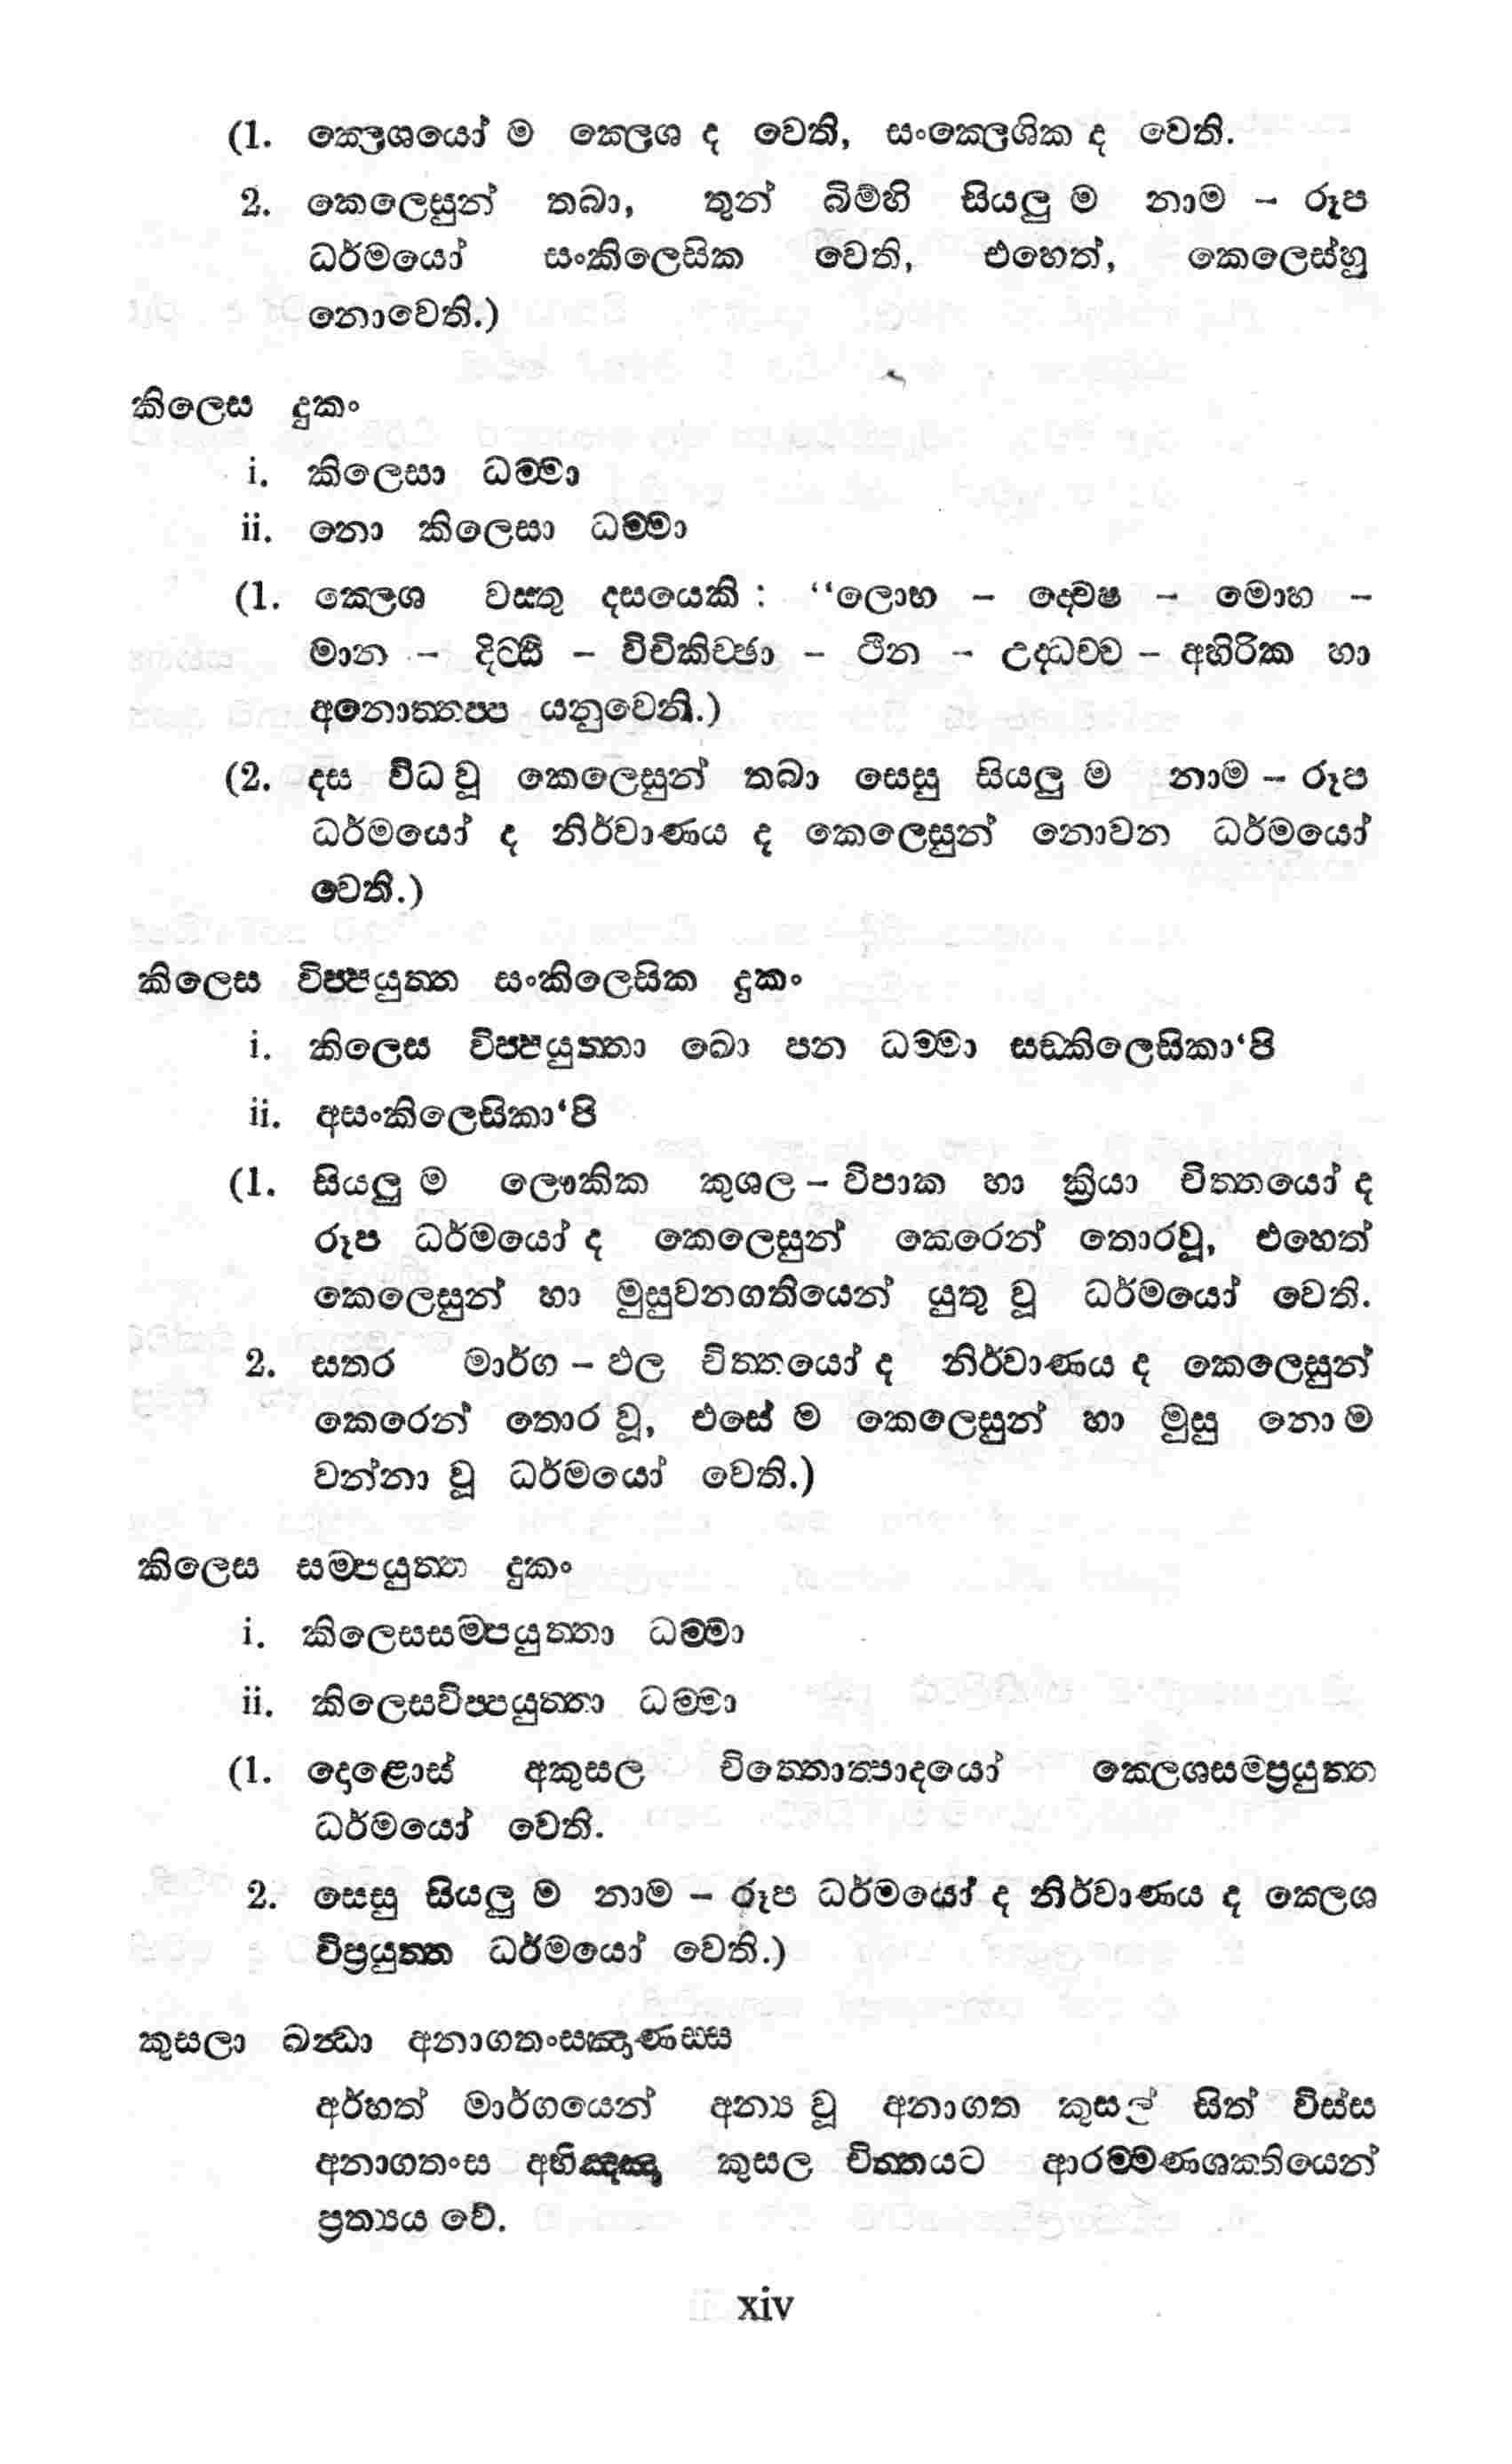 (1. ක්‍ලෙශයෝ ම ක්‍ලෙශ ද වෙති, සංක්‍ලෙශික ද වෙති.
2. කෙලෙසුන් තබා, තුන් බිම්හි සියලු ම නාම - රූප
ධර්මයෝ සංකිලෙසික වෙති, එහෙත්, කෙලෙස්හු
නොවෙති.)
කිලෙස දුකං
i. කිලෙසා ධම්මා
ii. නො කිලෙසා ධම්මා
(1. ක්‍ලෙශ වස්තු දසයෙකි : “ලොභ - ද්වෙෂ - මොහ -
මාන - දිට්ඨි - විචිකිච්ඡා - ථීන - උද්ධච්ච - අහිරික හා
අනොත්තප්ප යනුවෙනි.)
(2. දස විධ වූ කෙලෙසුන් තබා සෙසු සියලු ම නාම - රූප
ධර්මයෝ ද නිර්වාණය ද කෙලෙසුන් නොවන ධර්මයෝ
වෙති.)
කිලෙස විප්පයුත්ත සංකිලෙසික දුකං
i. කිලෙස විප්පයුත්තා ඛො පන ධම්මා සඞ්කිලෙසිකා‘පි
ii. අසංකිලෙසිකා‘පි
(1. සියලු ම ලෞකික කුශල - විපාක හා ක්‍රියා චිත්තයෝ ද
රූප ධර්මයෝ ද කෙලෙසුන් කෙරෙන් තොරවූ, එහෙත්
කෙලෙසුන් හා මුසුවනගතියෙන් යුතු වූ ධර්මයෝ වෙති.
2. සතර මාර්ග - ඵල චිත්තයෝ ද නිර්වාණය ද කෙලෙසුන්
කෙරෙන් තොර වූ, එසේ ම කෙලෙසුන් හා මුසු නො ම
වන්නා වූ ධර්මයෝ වෙති.)
කිලෙස සම්පයුත්ත දුකං
i. කිලෙසසම්පයුත්තා ධම්මා
ii. කිලෙසවිප්පයුත්තා ධම්මා
(1. දොළොස් අකුසල චිත්තොත්පාදයෝ ක්‍ලෙශසම්ප්‍රයුත්ත
ධර්මයෝ වෙති.
2. සෙසු සියලු ම නාම - රූප ධර්මයෝ ද නිර්වාණය ද ක්‍ලෙශ
විප්‍රයුත්ත ධර්මයෝ වෙති.)
කුසලා ඛන්ධා අනාගතංසඤාණස්ස
අර්හත් මාර්ගයෙන් අන්‍ය වූ අනාගත කුසල් සිත් විස්ස
අනාගතංස අභිඤ්ඤා කුසල චිත්තයට ආරම්මණශක්තියෙන්
ප්‍රත්‍යය වේ.
xiv